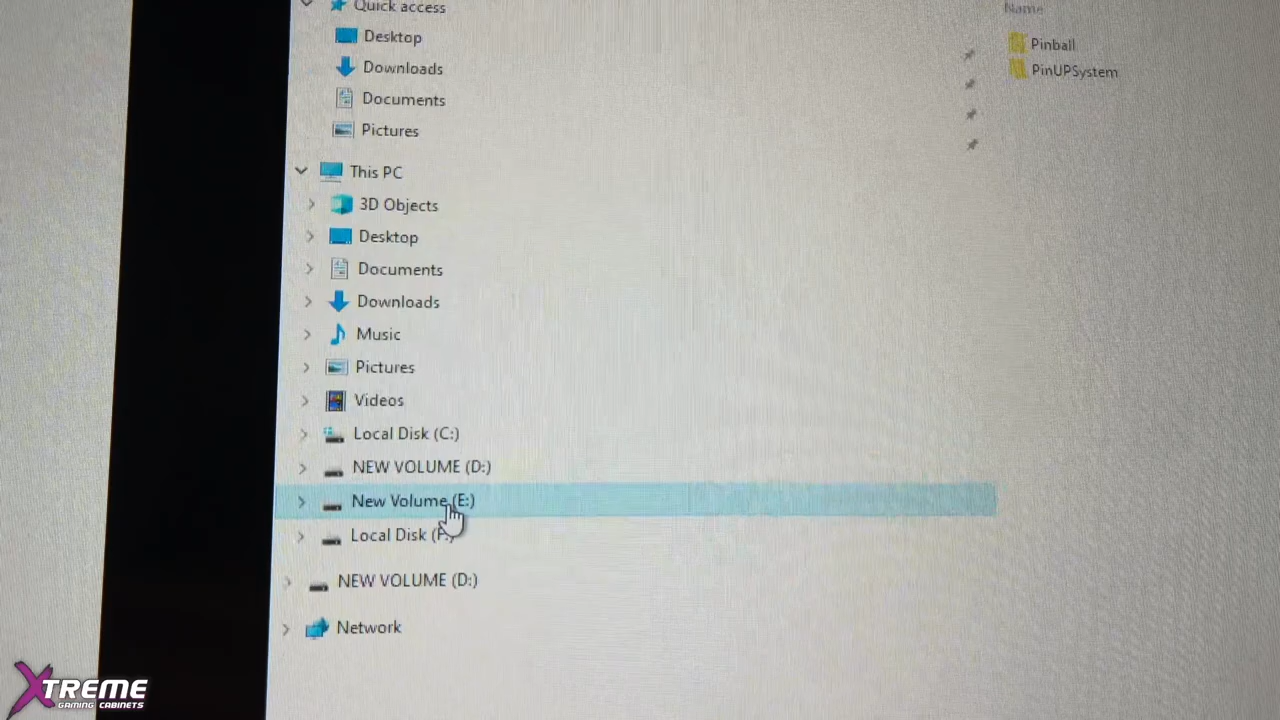 Quick access
Desktop
Downloads
Documents
Pictures
This PC
3D Objects
Desktop
Documents
Downloads
Music
Pictures
Videos
Local Disk (C:)
NEW VOLUME (D:)
New Volume (E:)
Local Disk (F:)
NEW VOLUME (D:)
Network
Name
Pinball
PinUPSystem
XTREME
GAMING CABINETS